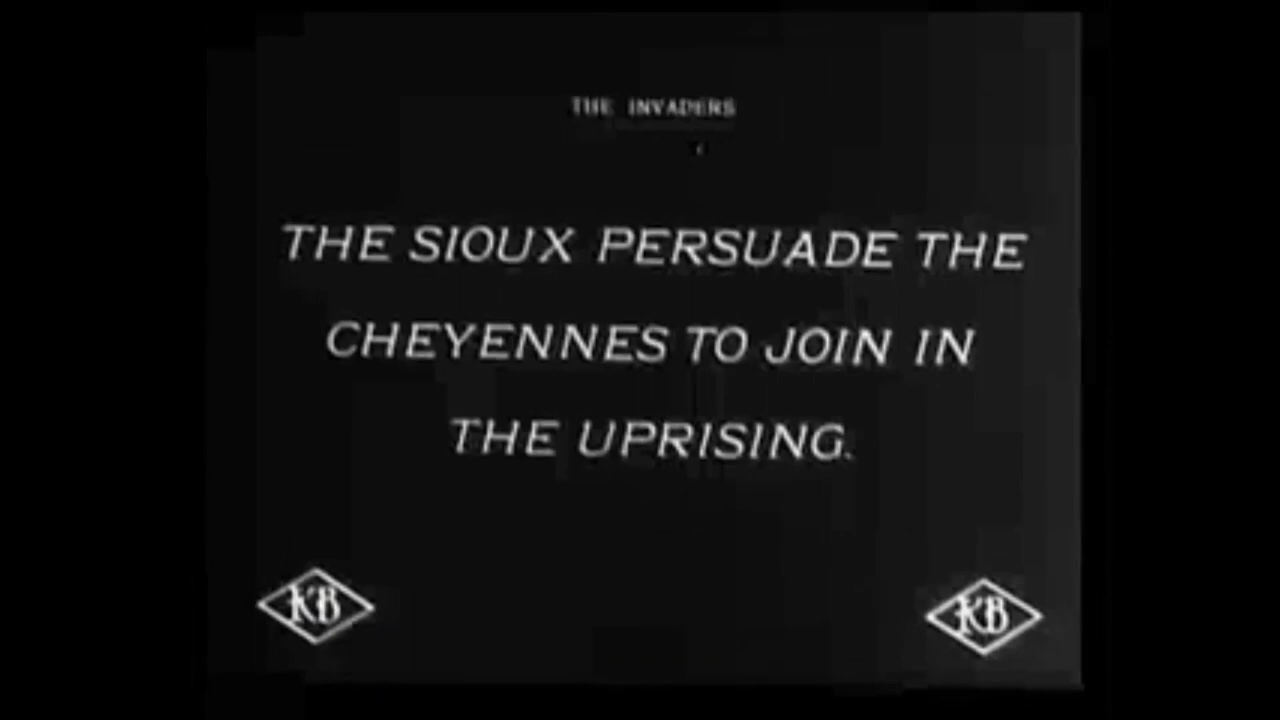 THE INVADERS
THE SIOUX PERSUADE THE
CHEYENNES TO JOIN IN
THE UPRISING.
KB KB